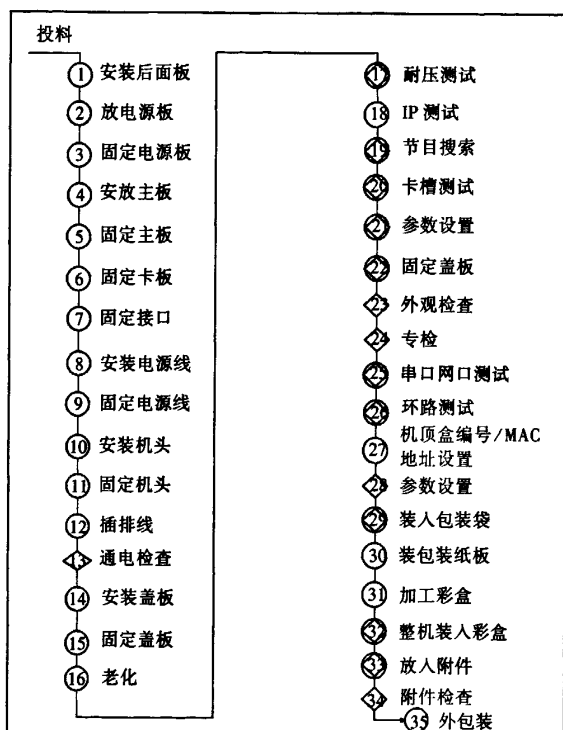 投料
① 安装后面板
② 放电源板
③ 固定电源板
④ 安放主板
⑤ 固定主板
⑥ 固定卡板
⑦ 固定接口
⑧ 安装电源线
⑨ 固定电源线
⑩ 安装机头
⑪ 固定机头
⑫ 插排线
13 通电检查
⑭ 安装盖板
⑮ 固定盖板
⑯ 老化
17 耐压测试
⑱ IP 测试
19 节目搜索
20 卡槽测试
21 参数设置
22 固定盖板
23 外观检查
24 专检
25 串口网口测试
26 环路测试
㉗ 机顶盒编号/MAC
地址设置
28 参数设置
29 装入包装袋
㉚ 装包装纸板
㉛ 加工彩盒
32 整机装入彩盒
33 放入附件
34 附件检查
㉟ 外包装